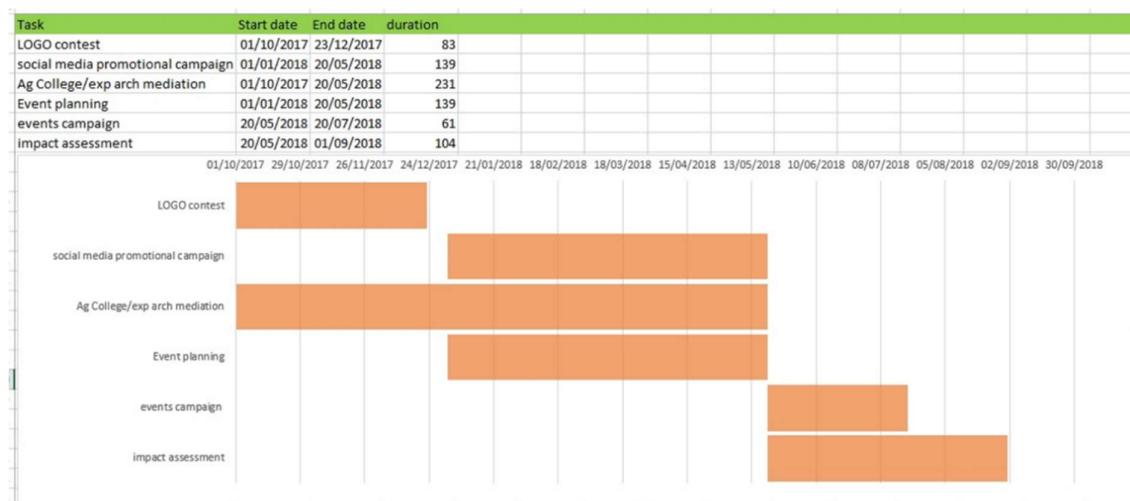 Task Start date End date duration
LOGO contest 01/10/2017 23/12/2017 83
social media promotional campaign 01/01/2018 20/05/2018 139
Ag College/exp arch mediation 01/10/2017 20/05/2018 231
Event planning 01/01/2018 20/05/2018 139
events campaign 20/05/2018 20/07/2018 61
impact assessment 20/05/2018 01/09/2018 104
01/10/2017 29/10/2017 26/11/2017 24/12/2017 21/01/2018 18/02/2018 18/03/2018 15/04/2018 13/05/2018 10/06/2018 08/07/2018 05/08/2018 02/09/2018 30/09/2018
LOGO contest
social media promotional campaign
Ag College/exp arch mediation
Event planning
events campaign
impact assessment